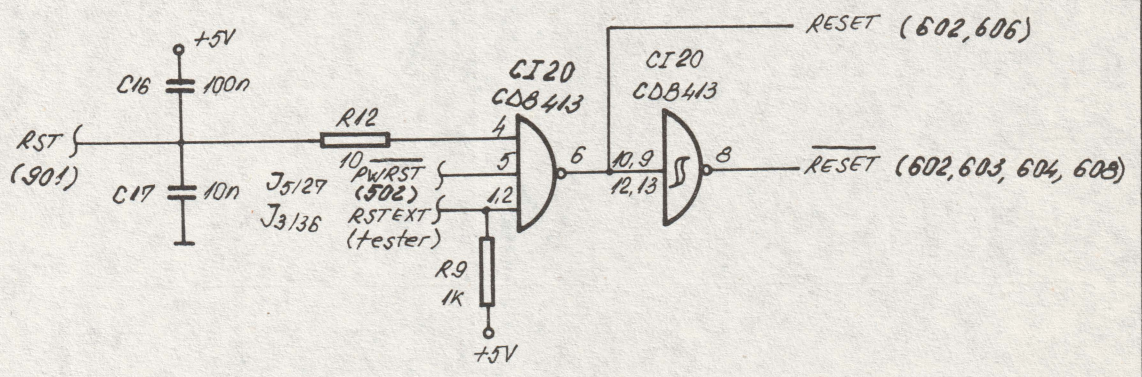 +5V
RESET (602,606)
C16 100n
CI20
CDB413
CI20
CDB413
RST
(901)
R12
10
4
5
1,2
6
10,9
12,13
8
RESET (602,603,604,608)
C17 10n
J5/27
J3/36
PWRST
(502)
RSTEXT
(tester)
R9
1K
+5V